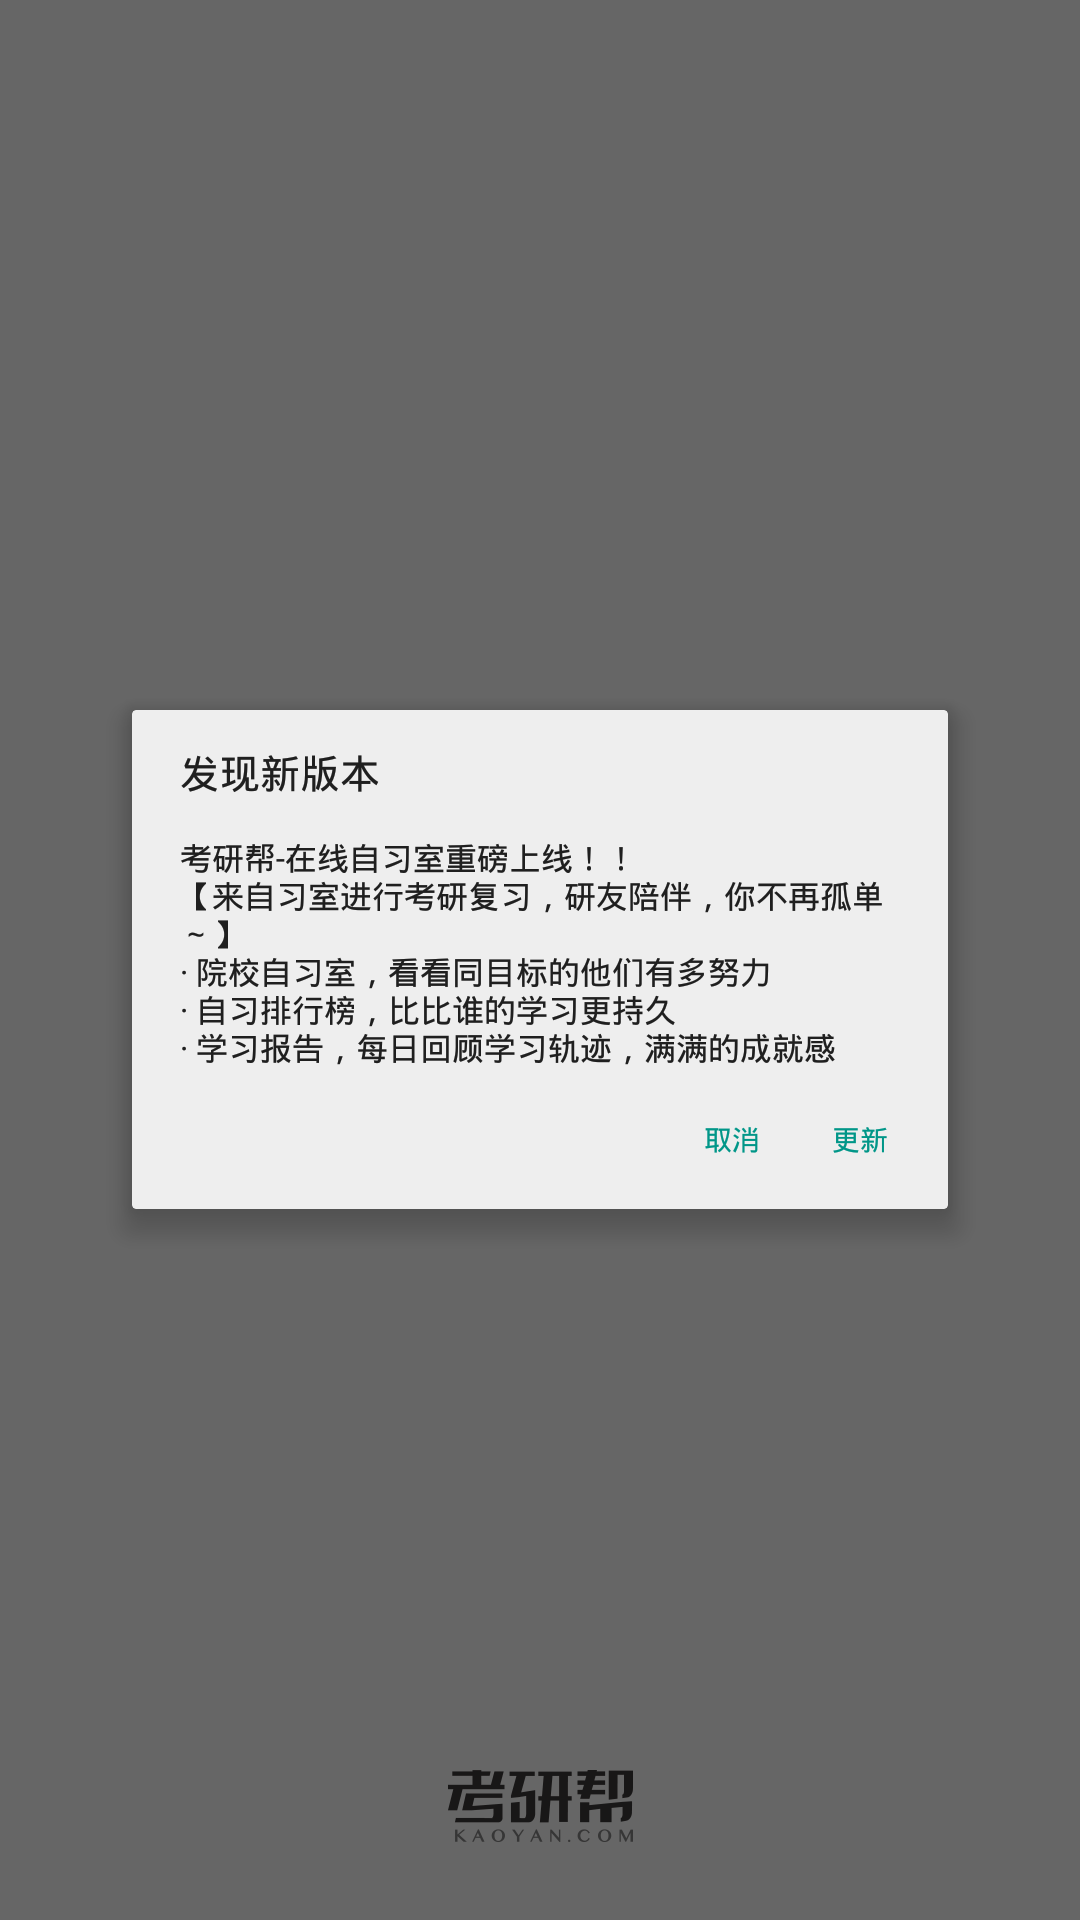 发现新版本
考研帮-在线自习室重磅上线！！
【来自习室进行考研复习，研友陪伴，你不再孤单
~】
· 院校自习室，看看同目标的他们有多努力
· 自习排行榜，比比谁的学习更持久
· 学习报告，每日回顾学习轨迹，满满的成就感
取消 更新
考研帮
KAOYAN.COM